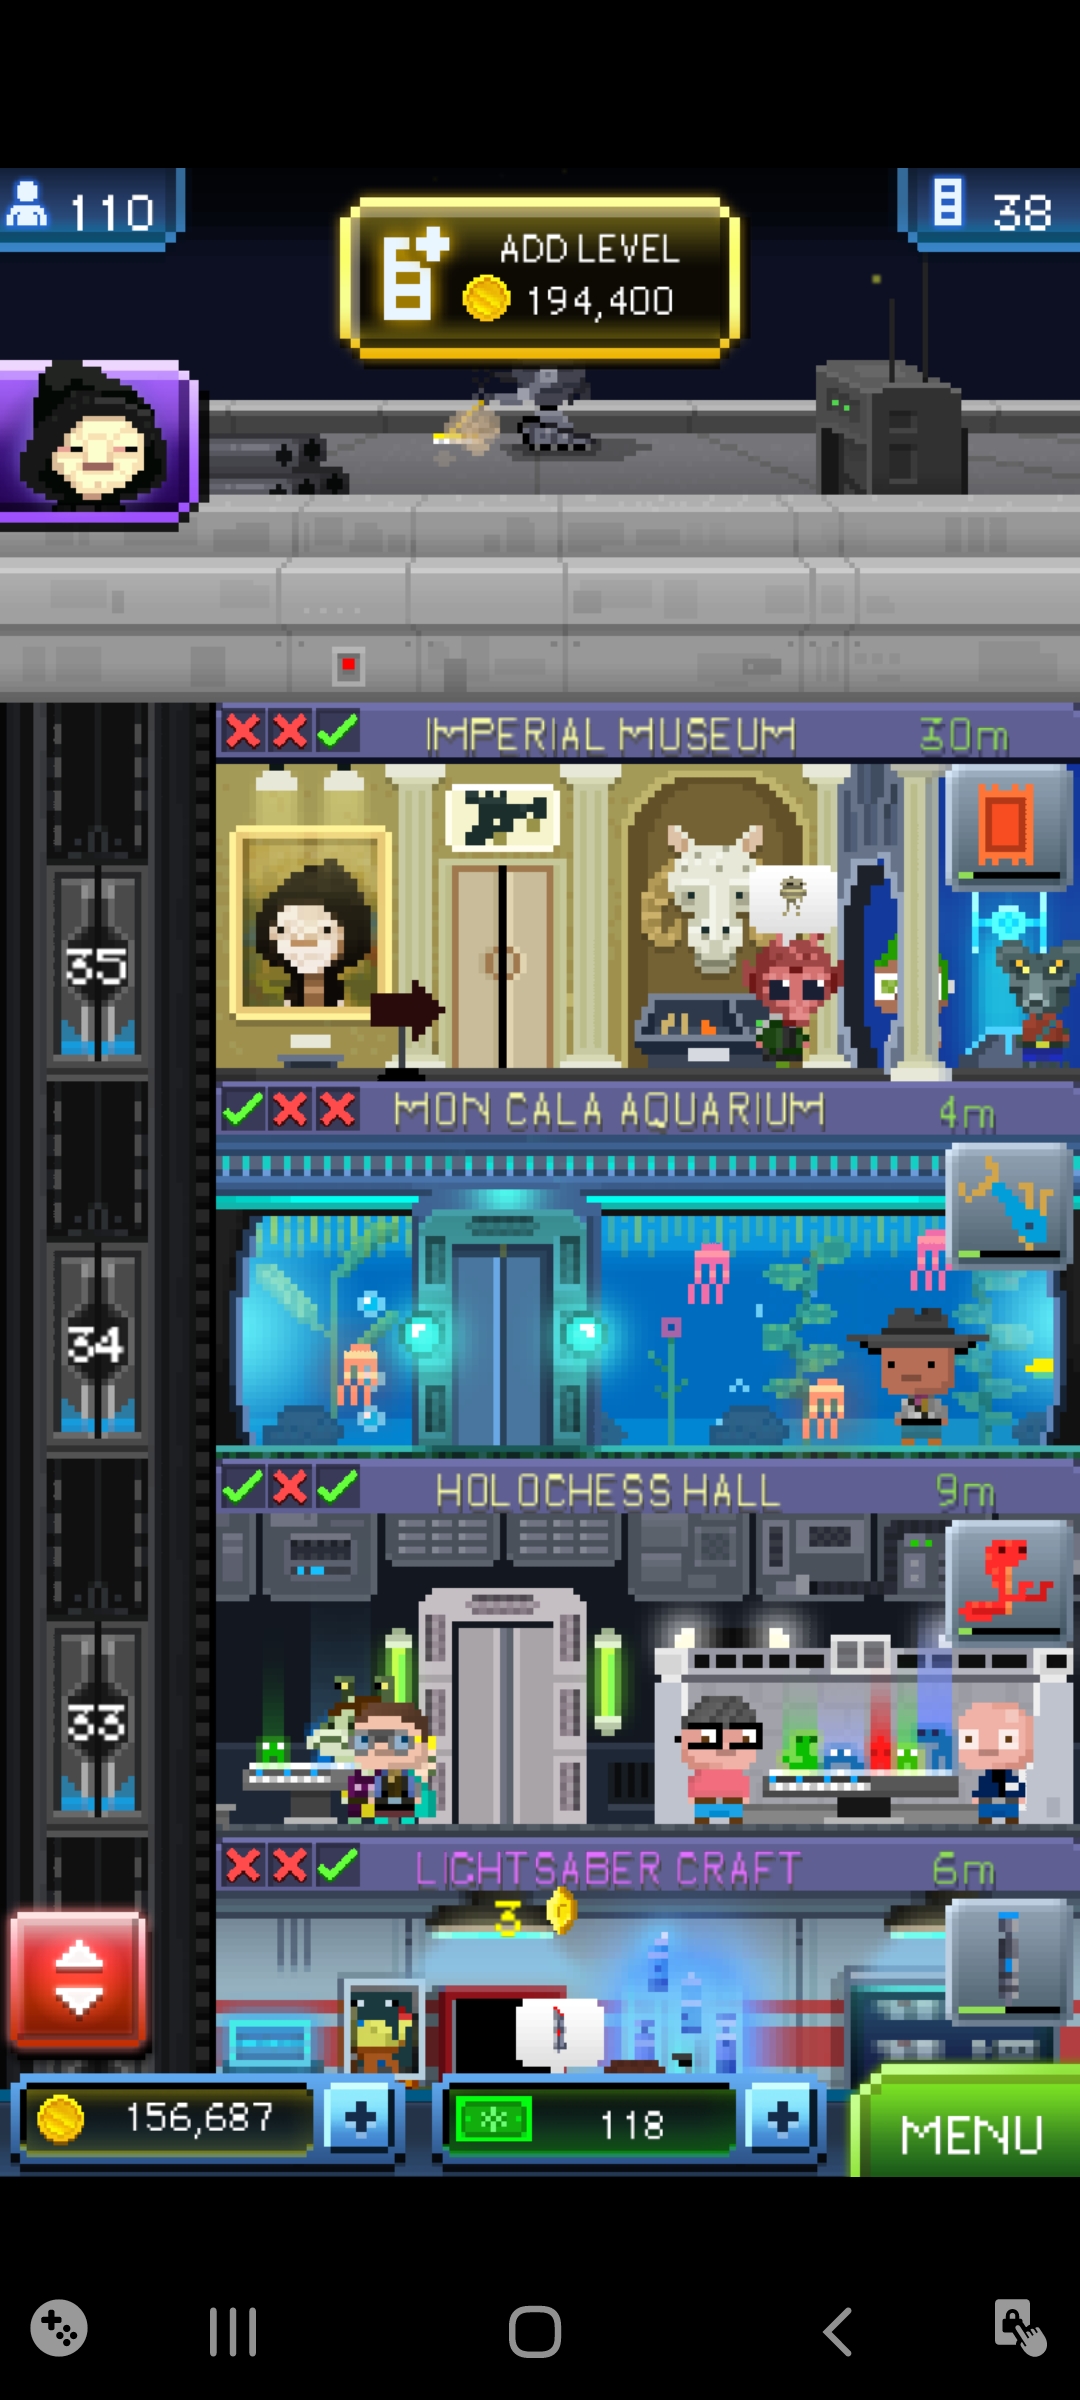 110
ADD LEVEL
194,400
38
IMPERIAL MUSEUM 30m
35
MON CALA AQUARIUM 4m
34
HOLOCHESS HALL 9m
33
LIGHTSABER CRAFT 6m
3
156,687
118
MENU